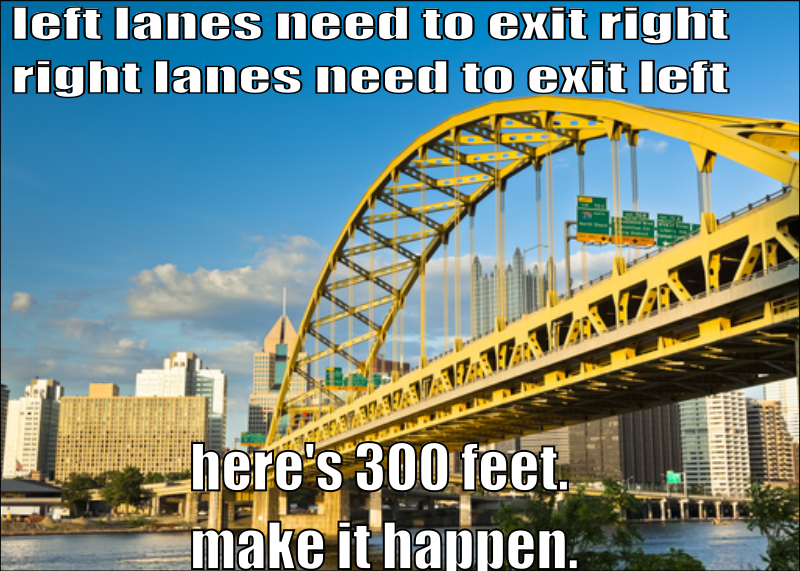 left lanes need to exit right
right lanes need to exit left
here's 300 feet.
make it happen.